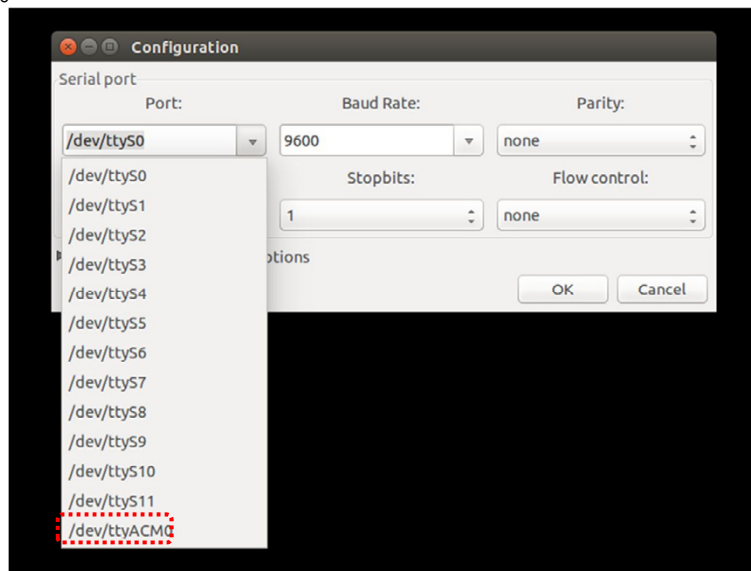 Configuration
Serial port
Port: Baud Rate: Parity:
/dev/ttyS0 9600 none
/dev/ttyS0 Stopbits: Flow control:
/dev/ttyS1
1 none
/dev/ttyS2
/dev/ttyS3
/dev/ttyS4 OK Cancel
/dev/ttyS5
/dev/ttyS6
/dev/ttyS7
/dev/ttyS8
/dev/ttyS9
/dev/ttyS10
/dev/ttyS11
/dev/ttyACM0